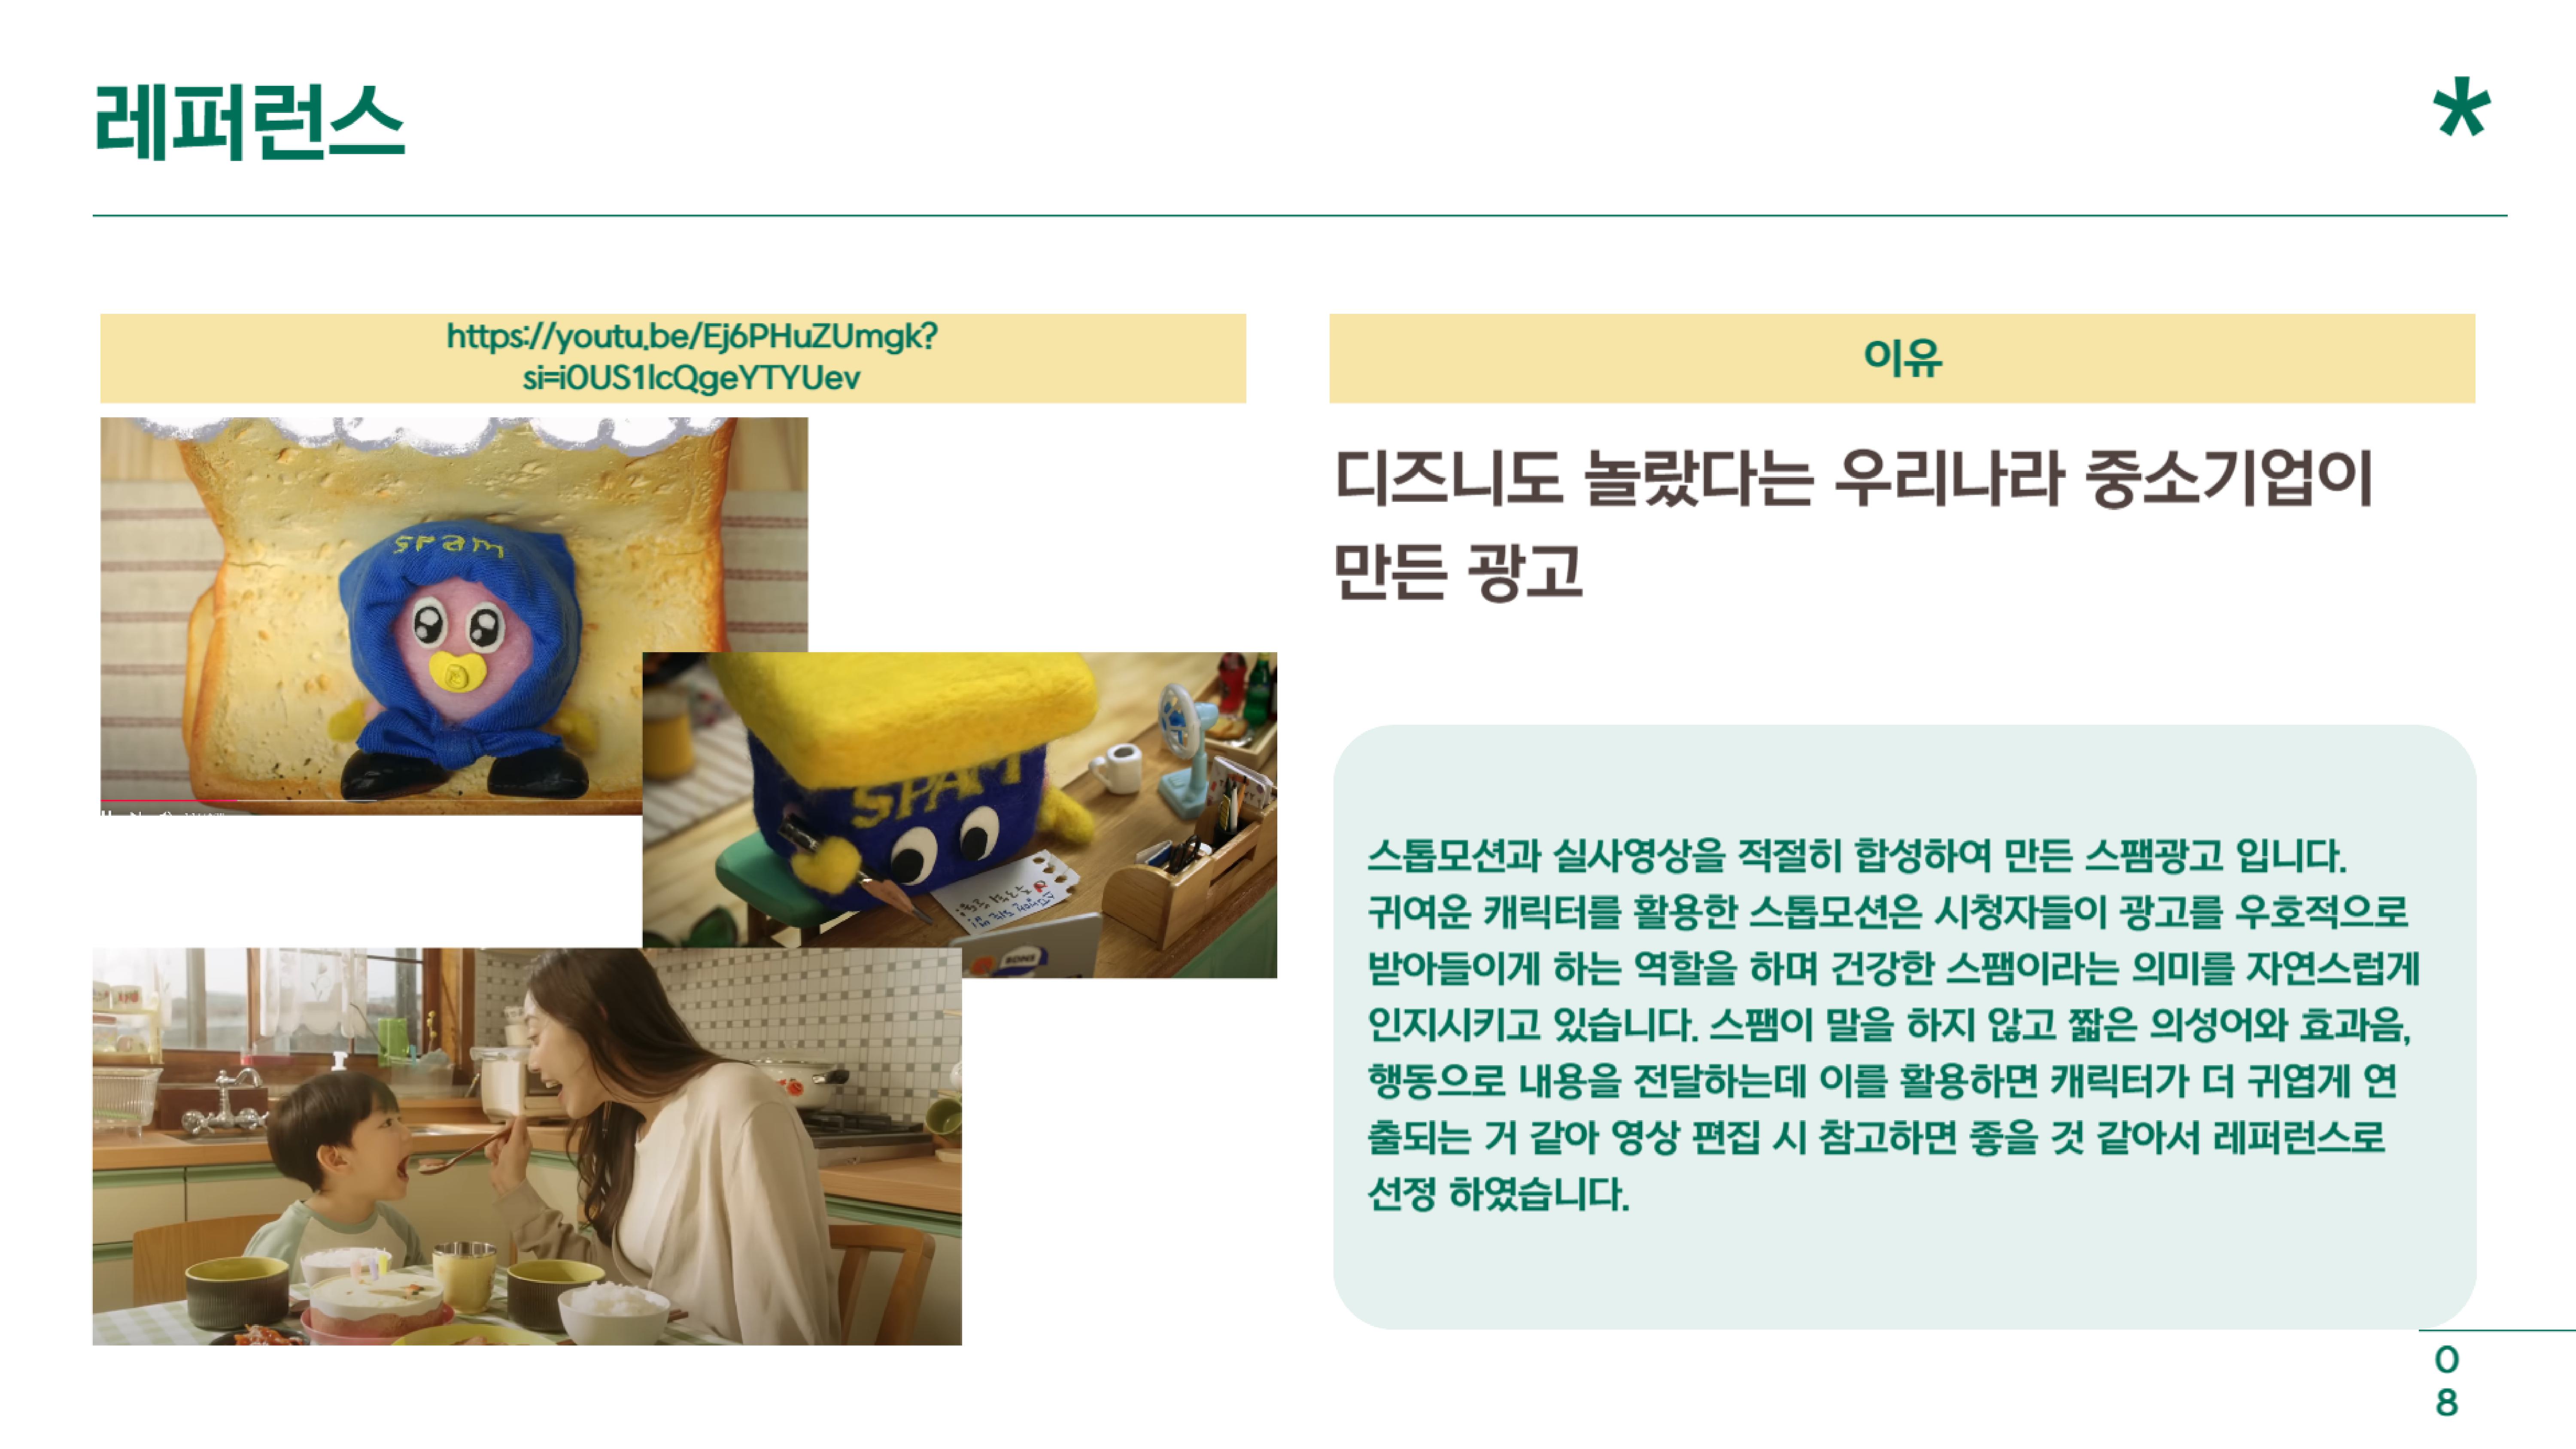 레퍼런스
*
https://youtu.be/Ej6PHuZUmgk?
si=i0US1lcQgeYTYUev
spam
SPAM
이유
디즈니도 놀랐다는 우리나라 중소기업이
만든 광고
스톱모션과 실사영상을 적절히 합성하여 만든 스팸광고 입니다.
귀여운 캐릭터를 활용한 스톱모션은 시청자들이 광고를 우호적으로
받아들이게 하는 역할을 하며 건강한 스팸이라는 의미를 자연스럽게
인지시키고 있습니다. 스팸이 말을 하지 않고 짧은 의성어와 효과음,
행동으로 내용을 전달하는데 이를 활용하면 캐릭터가 더 귀엽게 연
출되는 거 같아 영상 편집 시 참고하면 좋을 것 같아서 레퍼런스로
선정 하였습니다.
0
8